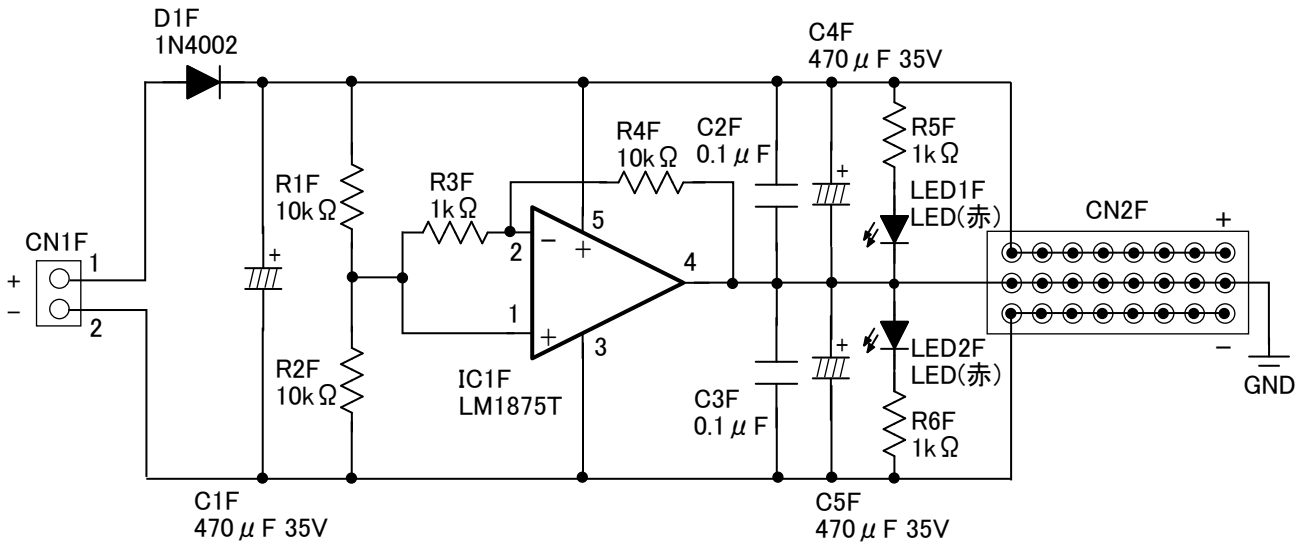 D1F
1N4002
C4F
470μF 35V
R5F
1kΩ
C2F
0.1μF
R4F
10kΩ
R1F
10kΩ
R3F
1kΩ
LED1F
LED(赤)
CN2F
+
CN1F
+
1
-
2
+
2
-
5
+
4
+
1
+
3
+
R2F
10kΩ
IC1F
LM1875T
C3F
0.1μF
LED2F
LED(赤)
-
GND
R6F
1kΩ
C1F
470μF 35V
C5F
470μF 35V